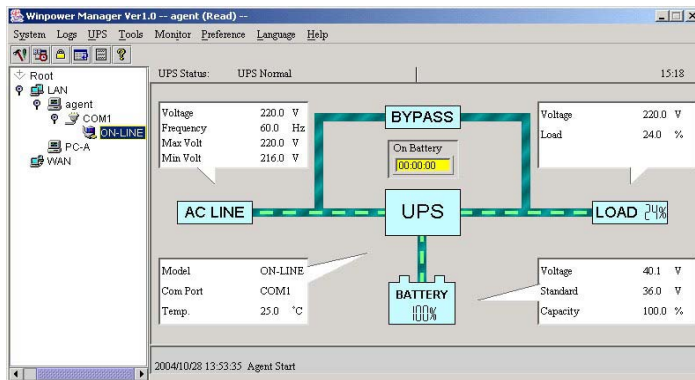 Winpower Manager Ver1.0 -- agent (Read) --
System Logs UPS Tools Monitor Preference Language Help
Root
LAN
agent
COM1
ON-LINE
PC-A
WAN
UPS Status: UPS Normal 15:18
Voltage 220.0 V
Frequency 60.0 Hz
Max Volt 220.0 V
Min Volt 216.0 V
BYPASS
On Battery
00:00:00
Voltage 220.0 V
Load 24.0 %
AC LINE
UPS
LOAD 24%
Model ON-LINE
Com Port COM1
Temp. 25.0 °C
BATTERY
100%
Voltage 40.1 V
Standard 36.0 V
Capacity 100.0 %
2004/10/28 13:53:35 Agent Start